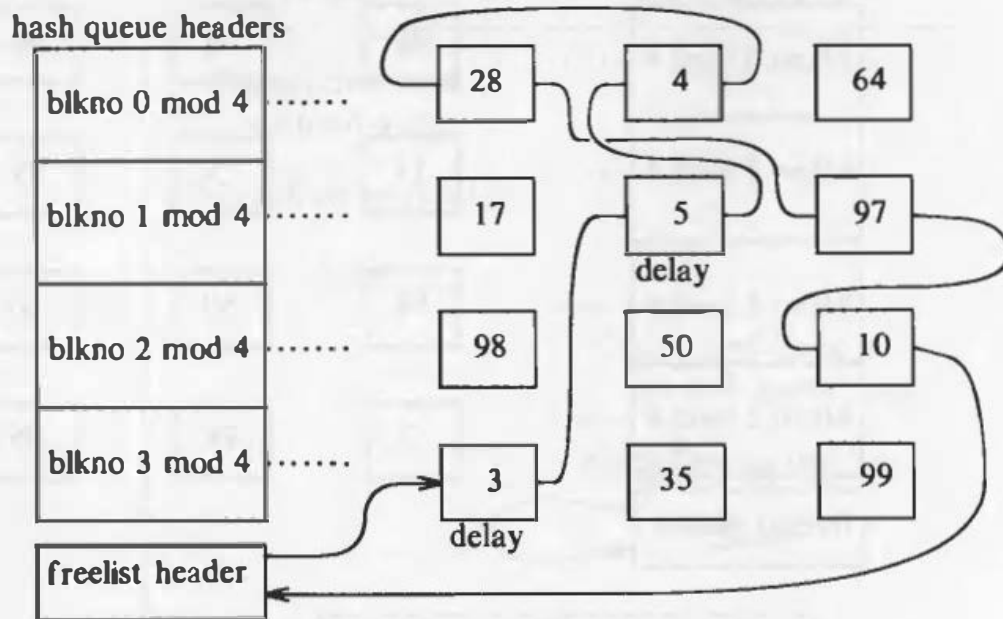 hash queue headers
blkno 0 mod 4 ......
28
4
64
blkno 1 mod 4 ......
17
5
97
delay
blkno 2 mod 4 ......
98
50
10
blkno 3 mod 4 ......
3
35
99
delay
freelist header